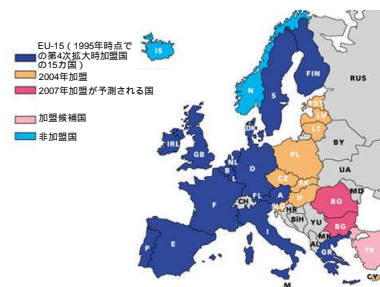 EU-15（1995年時点で
の第4次拡大時加盟国
の15カ国）
2004年加盟
2007年加盟が予測される国
加盟候補国
非加盟国
IS
FIN
N
S
RUS
EST
LV
LT
DK
IRL
GB
BY
NL
B
D
PL
L
CZ
UA
SK
F
CH
FL
A
H
MD
RO
HR
BiH
YU
I
BG
MK
AL
P
E
GR
TR
CY
M